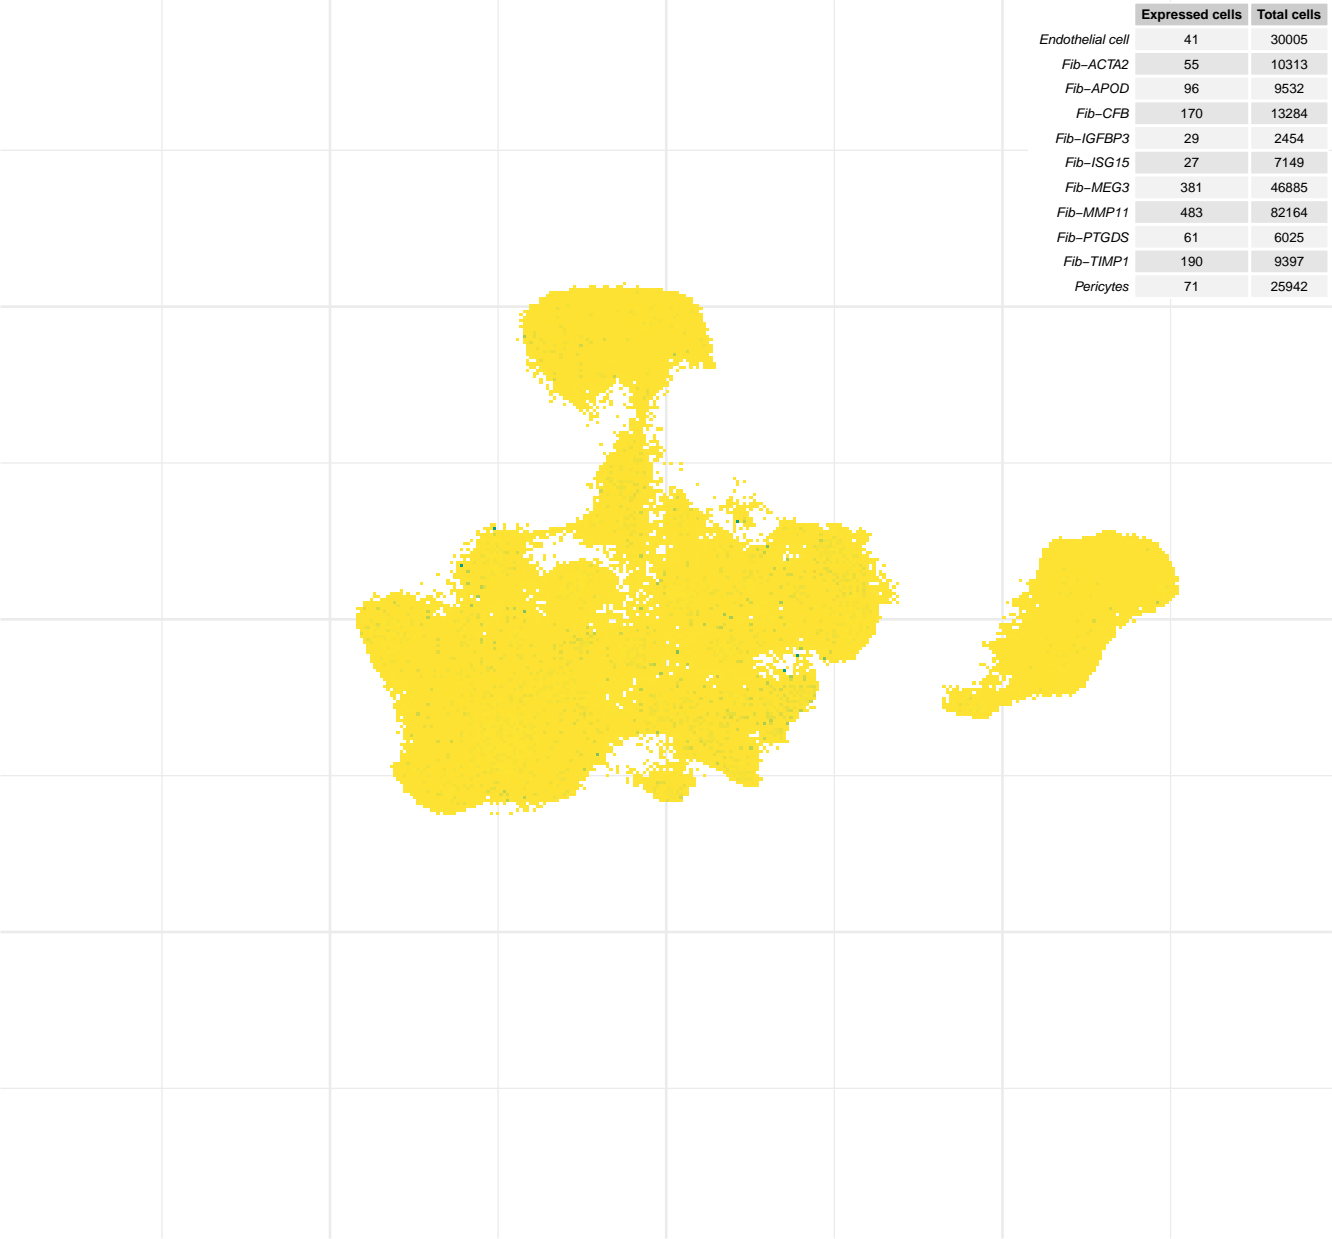 Expressed cells Total cells
Endothelial cell 41 30005
Fib−ACTA2 55 10313
Fib−APOD 96 9532
Fib−CFB 170 13284
Fib−IGFBP3 29 2454
Fib−ISG15 27 7149
Fib−MEG3 381 46885
Fib−MMP11 483 82164
Fib−PTGDS 61 6025
Fib−TIMP1 190 9397
Pericytes 71 25942